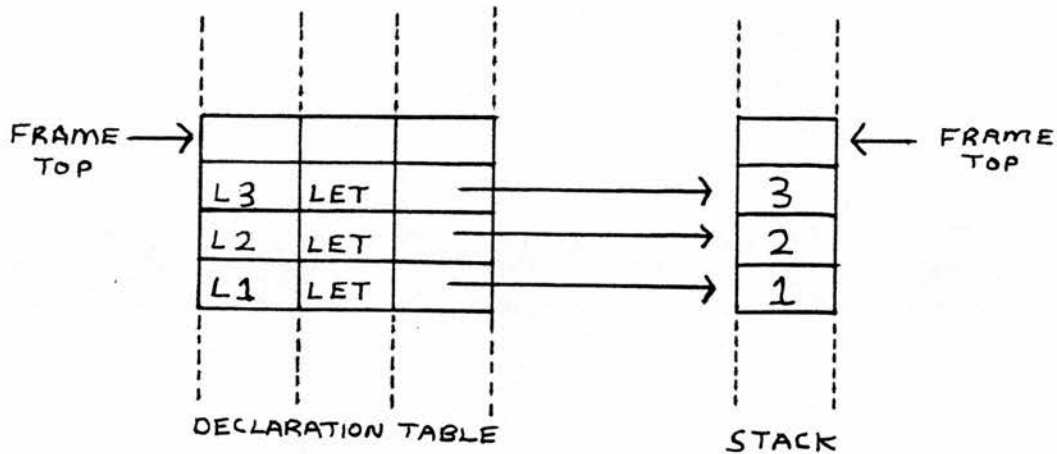 FRAME
TOP
FRAME
TOP
L3 LET 3
L2 LET 2
L1 LET 1
DECLARATION TABLE
STACK